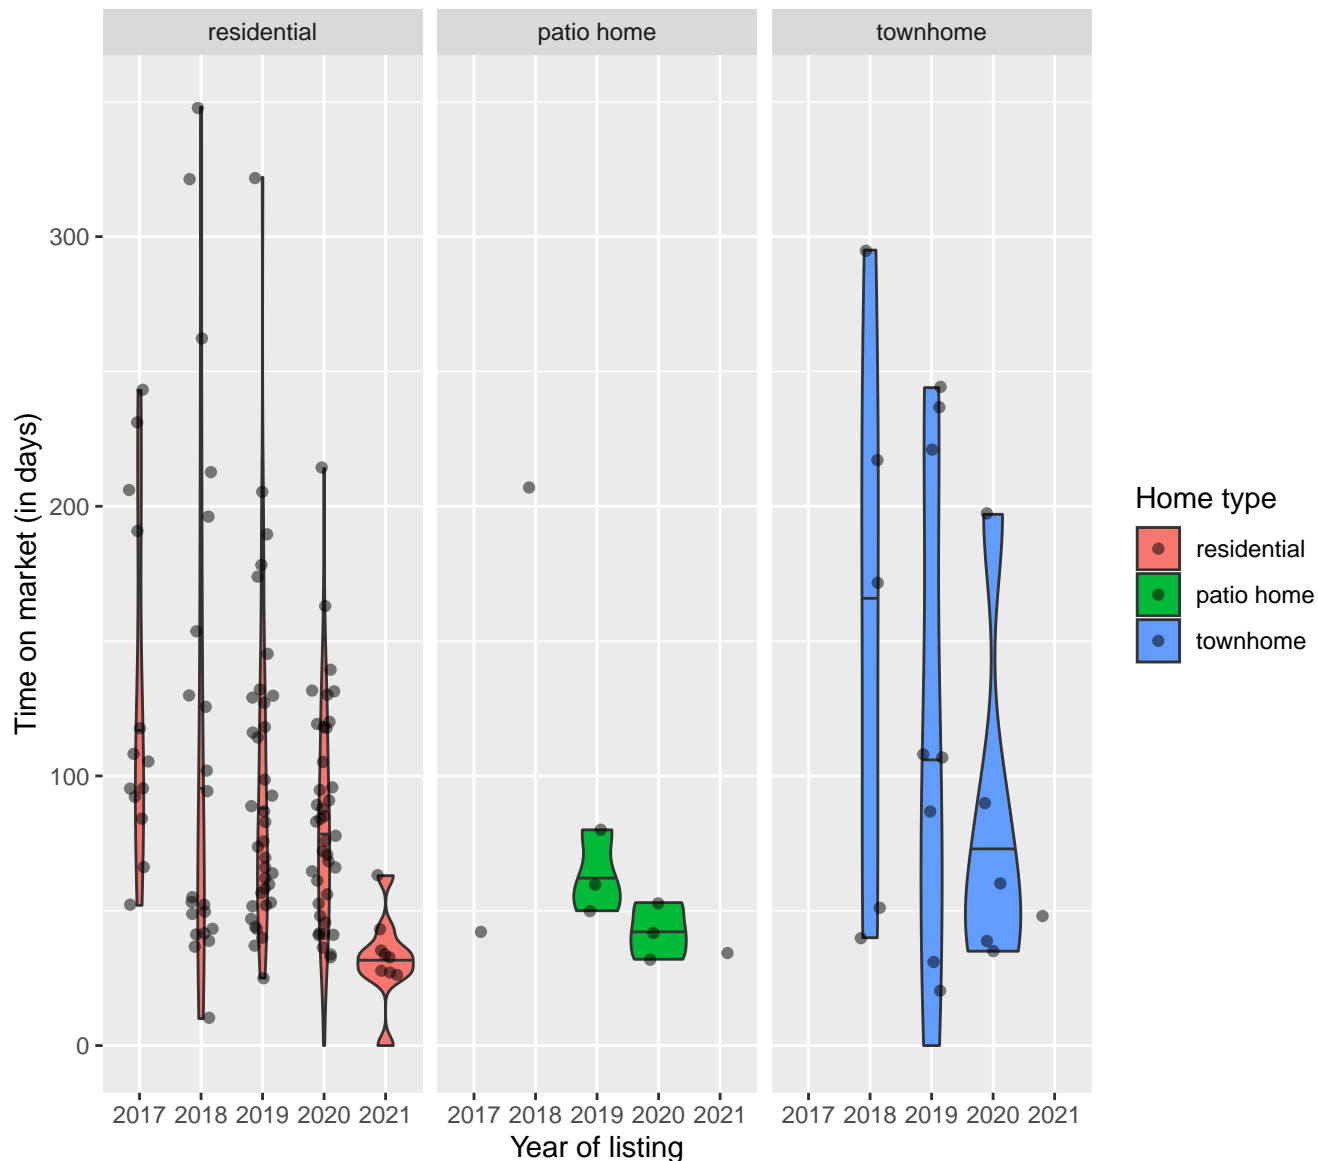 residential patio home townhome
300
200
100
0
Time on market (in days)
2017 2018 2019 2020 2021 2017 2018 2019 2020 2021 2017 2018 2019 2020 2021
Year of listing
Home type
residential
patio home
townhome